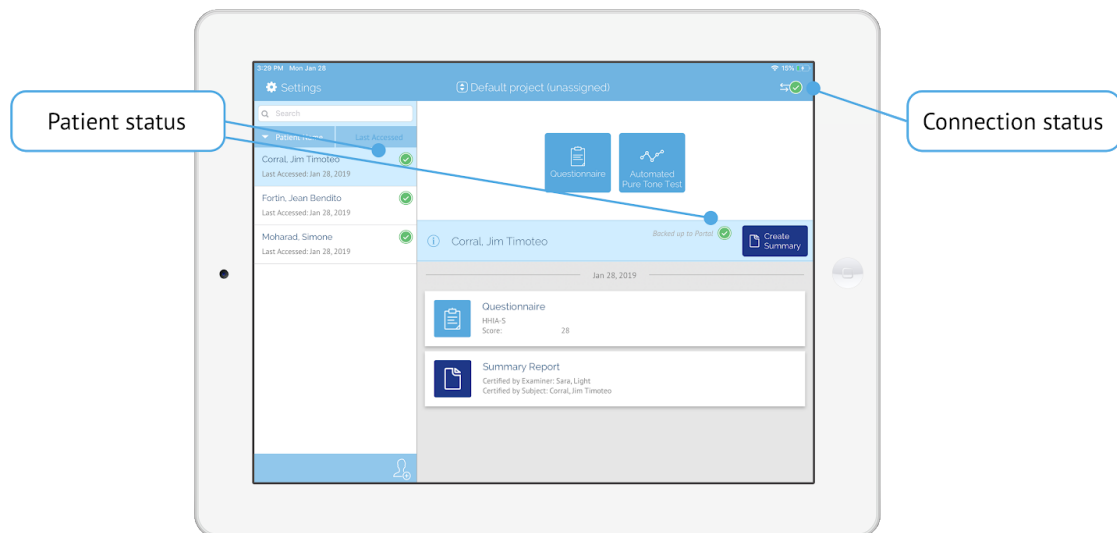 3:29 PM Mon Jan 28
15%
Settings
Default project (unassigned)
Patient status
Connection status
Search
Patient Name
Last Accessed
Corral, Jim Timoteo
Last Accessed: Jan 28, 2019
Fortin, Jean Bendito
Last Accessed: Jan 28, 2019
Moharad, Simone
Last Accessed: Jan 28, 2019
Questionnaire
Automated
Pure Tone Test
Corral, Jim Timoteo
Backed up to Portal
Create
Summary
Jan 28, 2019
Questionnaire
HHIA-S
Score: 28
Summary Report
Certified by Examiner: Sara, Light
Certified by Subject: Corral, Jim Timoteo